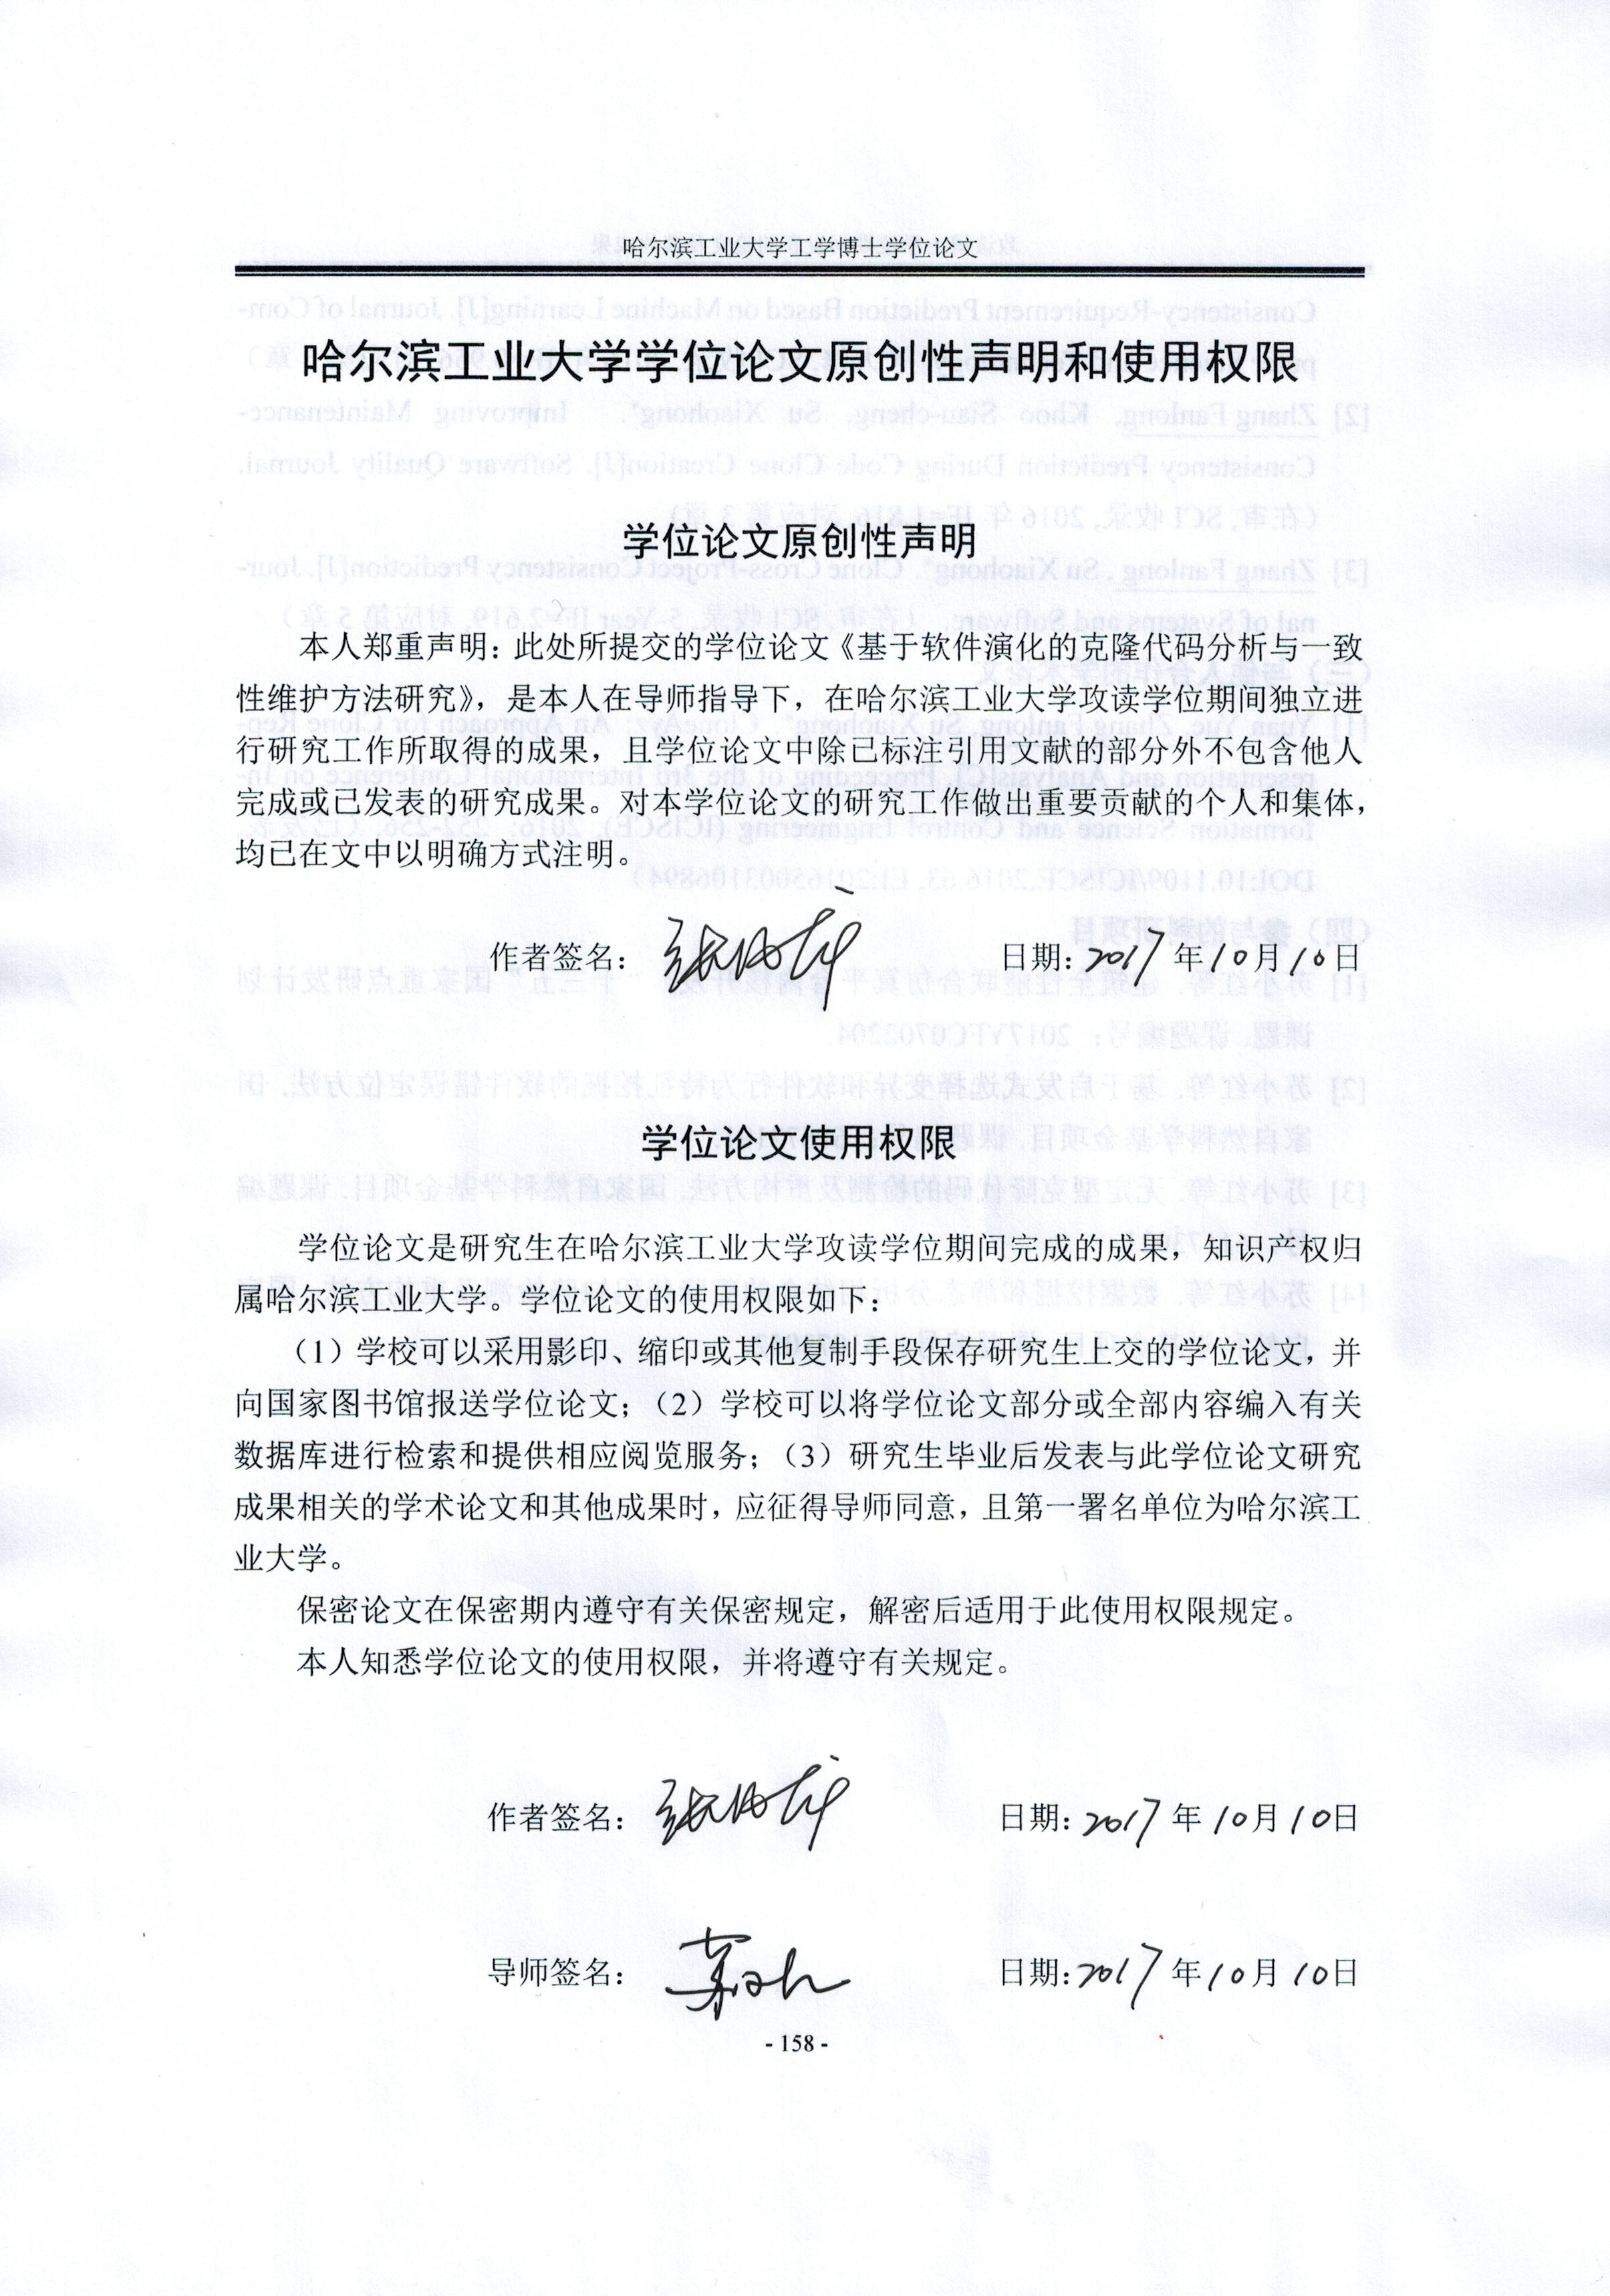 哈尔滨工业大学工学博士学位论文
哈尔滨工业大学学位论文原创性声明和使用权限
学位论文原创性声明
本人郑重声明：此处所提交的学位论文《基于软件演化的克隆代码分析与一致
性维护方法研究》，是本人在导师指导下，在哈尔滨工业大学攻读学位期间独立进
行研究工作所取得的成果，且学位论文中除已标注引用文献的部分外不包含他人
完成或已发表的研究成果。对本学位论文的研究工作做出重要贡献的个人和集体，
均已在文中以明确方式注明。
作者签名： 日期：2017年10月10日
学位论文使用权限
学位论文是研究生在哈尔滨工业大学攻读学位期间完成的成果，知识产权归
属哈尔滨工业大学。学位论文的使用权限如下：
（1）学校可以采用影印、缩印或其他复制手段保存研究生上交的学位论文，并
向国家图书馆报送学位论文；（2）学校可以将学位论文部分或全部内容编入有关
数据库进行检索和提供相应阅览服务；（3）研究生毕业后发表与此学位论文研究
成果相关的学术论文和其他成果时，应征得导师同意，且第一署名单位为哈尔滨工
业大学。
保密论文在保密期内遵守有关保密规定，解密后适用于此使用权限规定。
本人知悉学位论文的使用权限，并将遵守有关规定。
作者签名： 日期：2017年10月10日
导师签名： 日期：2017年10月10日
- 158 -